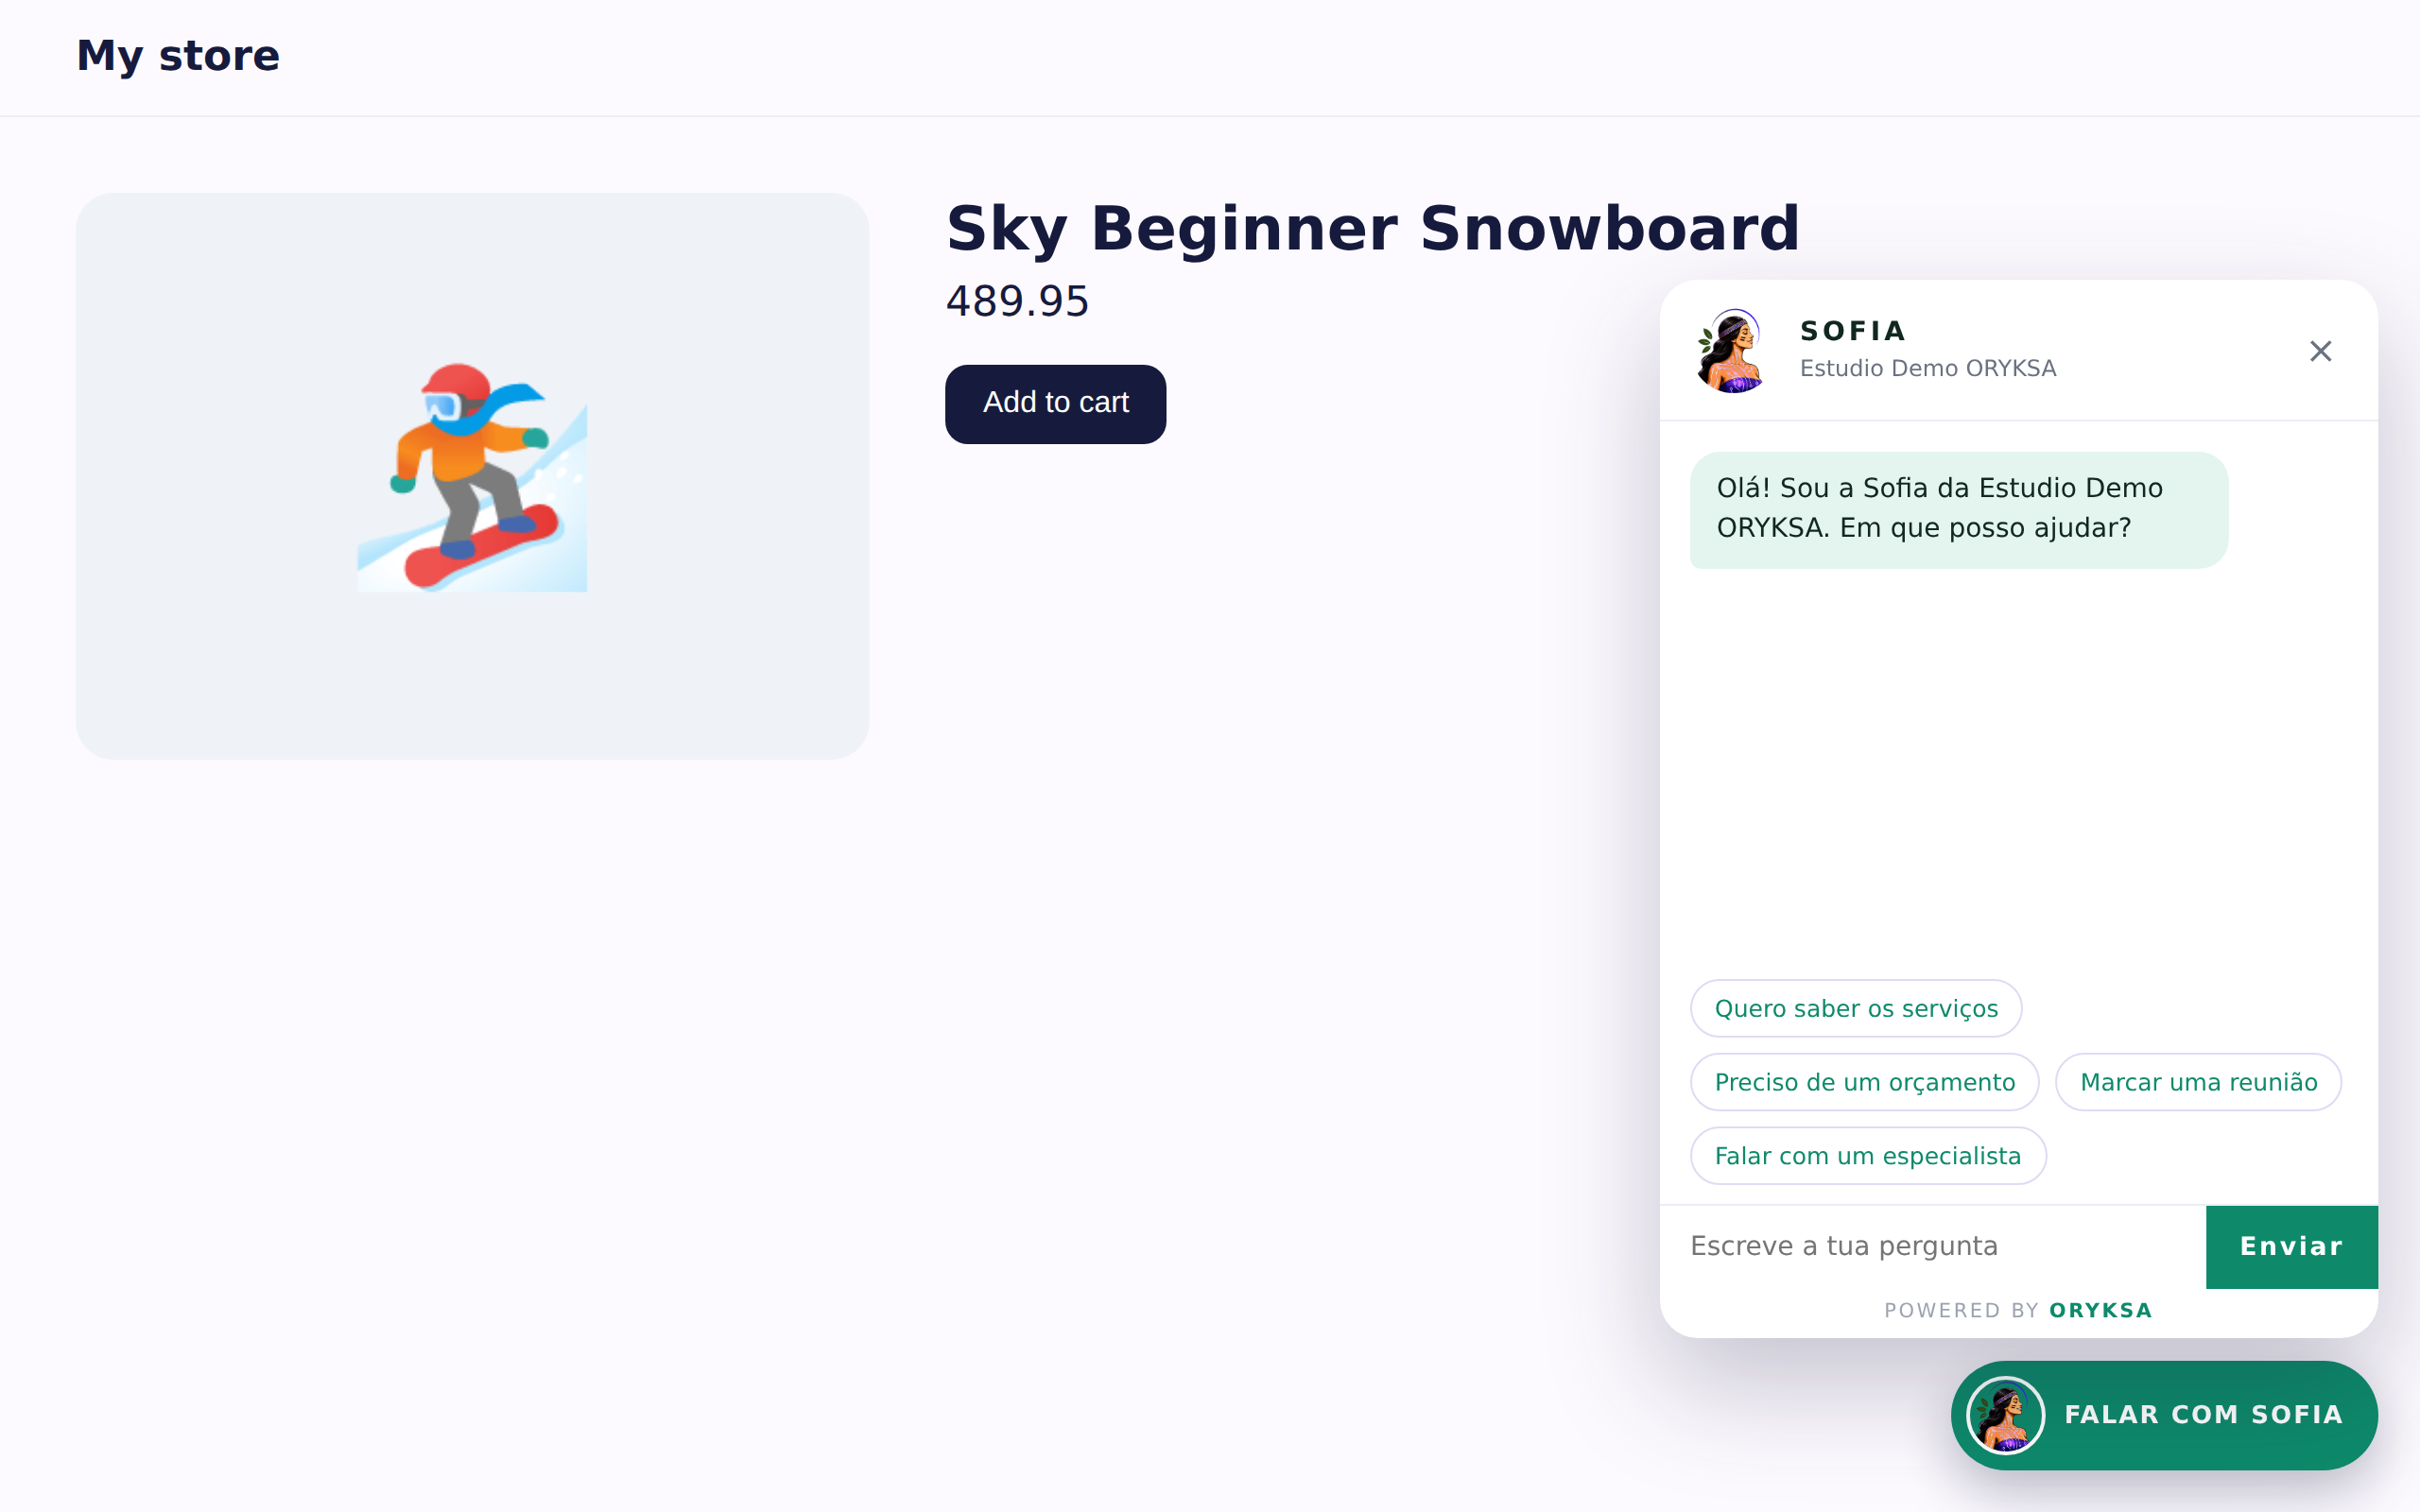 My store
Sky Beginner Snowboard
489.95
Add to cart
SOFIA
Estudio Demo ORYKSA
Olá! Sou a Sofia da Estudio Demo
ORYKSA. Em que posso ajudar?
Quero saber os serviços
Preciso de um orçamento
Marcar uma reunião
Falar com um especialista
Escreve a tua pergunta
Enviar
POWERED BY ORYKSA
FALAR COM SOFIA